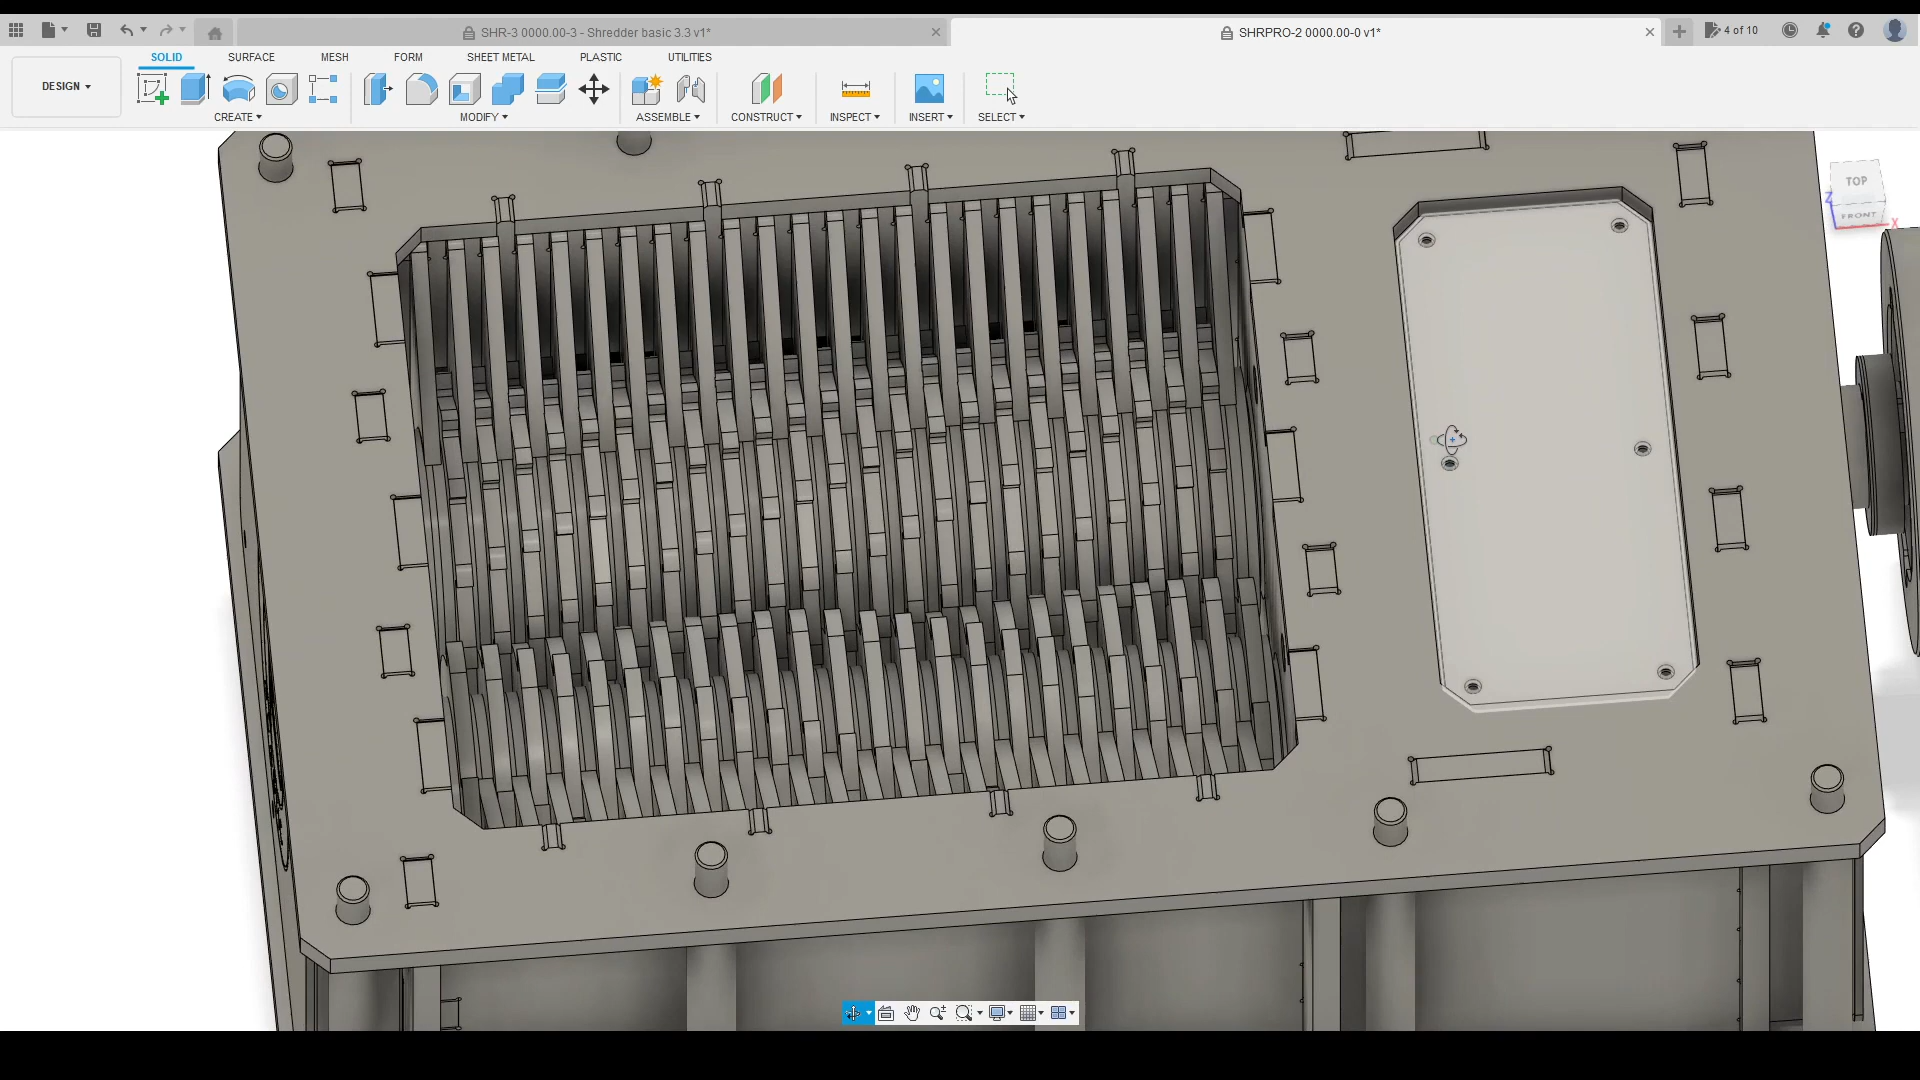 SHR-3 0000.00-3 - Shredder basic 3.3 v1*
SHRPRO-2 0000.00-0 v1*
4 of 10
DESIGN
SOLID
SURFACE
MESH
FORM
SHEET METAL
PLASTIC
UTILITIES
CREATE
MODIFY
ASSEMBLE
CONSTRUCT
INSPECT
INSERT
SELECT
TOP
FRONT
Z
X